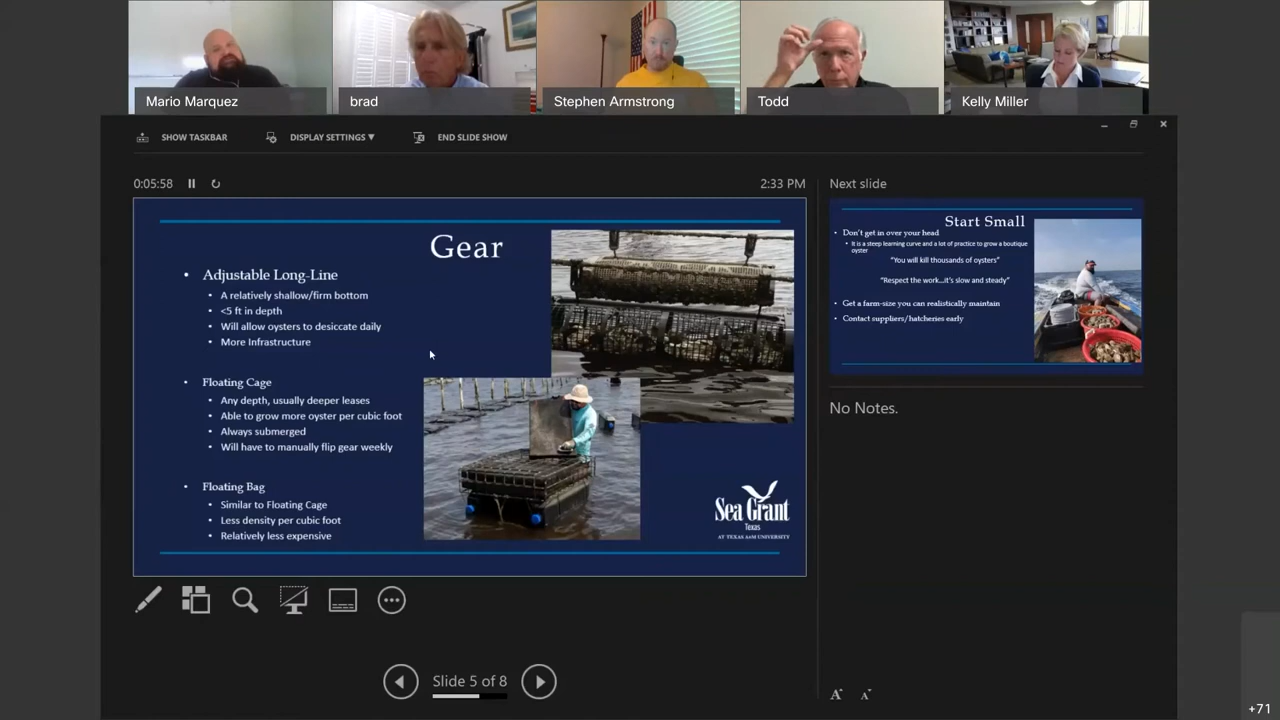 Mario Marquez
brad
Stephen Armstrong
Todd
Kelly Miller
SHOW TASKBAR
DISPLAY SETTINGS ▼
END SLIDE SHOW
0:05:58
2:33 PM
Gear
• Adjustable Long-Line
• A relatively shallow/firm bottom
• <5 ft in depth
• Will allow oysters to desiccate daily
• More Infrastructure
• Floating Cage
• Any depth, usually deeper leases
• Able to grow more oyster per cubic foot
• Always submerged
• Will have to manually flip gear weekly
• Floating Bag
• Similar to Floating Cage
• Less density per cubic foot
• Relatively less expensive
Sea Grant
Texas
AT TEXAS A&M UNIVERSITY
Next slide
Start Small
• Don't get in over your head
• It is a steep learning curve and a lot of practice to grow a boutique
oyster
"You will kill thousands of oysters"
"Respect the work...it's slow and steady"
• Get a farm-size you can realistically maintain
• Contact suppliers/hatcheries early
No Notes.
Slide 5 of 8
A A
+71